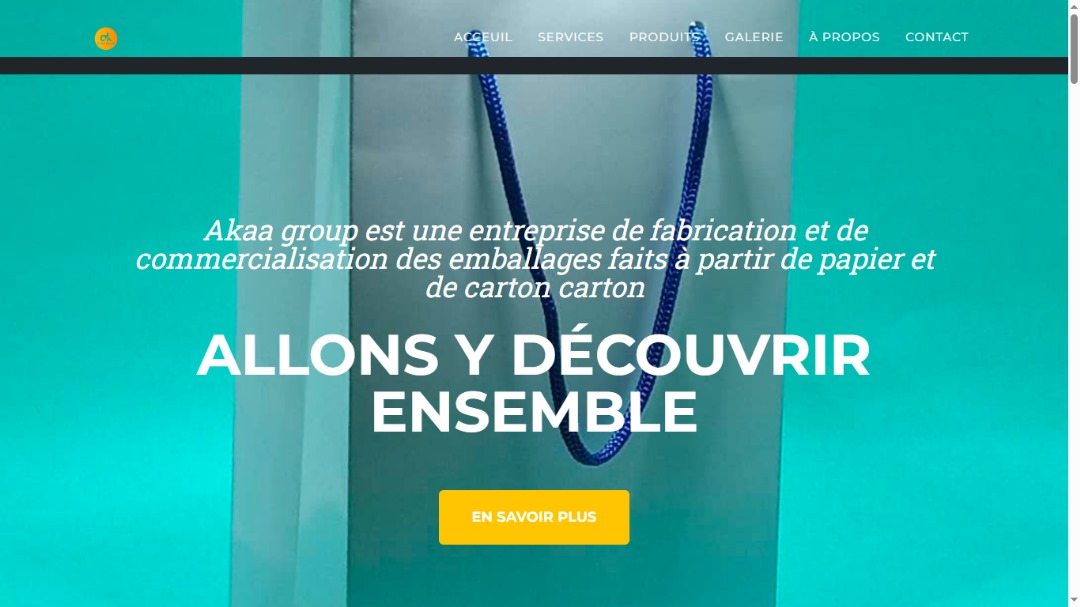 ACCEUIL SERVICES PRODUITS GALERIE À PROPOS CONTACT
Akaa group est une entreprise de fabrication et de
commercialisation des emballages faits à partir de papier et
de carton carton
ALLONS Y DÉCOUVRIR
ENSEMBLE
EN SAVOIR PLUS